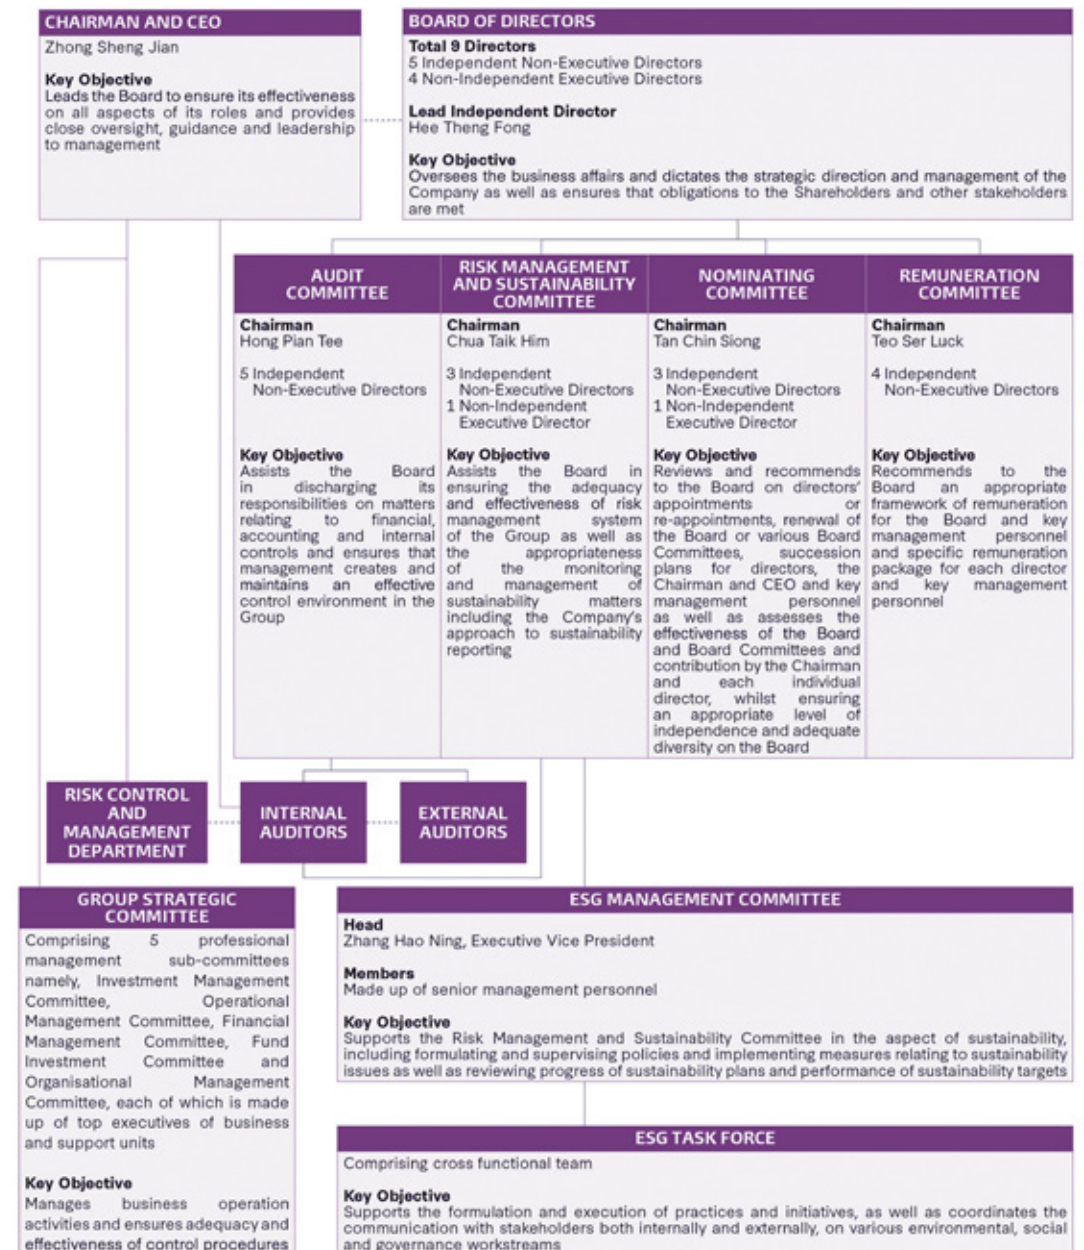 CHAIRMAN AND CEO
Zhong Sheng Jian
Key Objective
Leads the Board to ensure its effectiveness
on all aspects of its roles and provides
close oversight, guidance and leadership
to management
BOARD OF DIRECTORS
Total 9 Directors
5 Independent Non-Executive Directors
4 Non-Independent Executive Directors
Lead Independent Director
Hee Theng Fong
Key Objective
Oversees the business affairs and dictates the strategic direction and management of the
Company as well as ensures that obligations to the Shareholders and other stakeholders
are met
AUDIT
COMMITTEE
Chairman
Hong Pian Tee
5 Independent
Non-Executive Directors
Key Objective
Assists the Board
in discharging its
responsibilities on matters
relating to financial,
accounting and internal
controls and ensures that
management creates and
maintains an effective
control environment in the
Group
RISK MANAGEMENT
AND SUSTAINABILITY
COMMITTEE
Chairman
Chua Taik Him
3 Independent
Non-Executive Directors
1 Non-Independent
Executive Director
Key Objective
Assists the Board in
ensuring the adequacy
and effectiveness of risk
management system
of the Group as well as
the appropriateness
of the monitoring
and management of
sustainability matters
including the Company's
approach to sustainability
reporting
NOMINATING
COMMITTEE
Chairman
Tan Chin Siong
3 Independent
Non-Executive Directors
1 Non-Independent
Executive Director
Key Objective
Reviews and recommends
to the Board on directors'
appointments or
re-appointments, renewal of
the Board or various Board
Committees, succession
plans for directors, the
Chairman and CEO and key
management personnel
as well as assesses the
effectiveness of the Board
and Board Committees and
contribution by the Chairman
and each individual
director, whilst ensuring
an appropriate level of
independence and adequate
diversity on the Board
REMUNERATION
COMMITTEE
Chairman
Teo Ser Luck
4 Independent
Non-Executive Directors
Key Objective
Recommends to the
Board an appropriate
framework of remuneration
for the Board and key
management personnel
and specific remuneration
package for each director
and key management
personnel
RISK CONTROL
AND
MANAGEMENT
DEPARTMENT
INTERNAL
AUDITORS
EXTERNAL
AUDITORS
GROUP STRATEGIC
COMMITTEE
Comprising 5 professional
management sub-committees
namely, Investment Management
Committee, Operational
Management Committee, Financial
Management Committee, Fund
Investment Committee and
Organisational Management
Committee, each of which is made
up of top executives of business
and support units
Key Objective
Manages business operation
activities and ensures adequacy and
effectiveness of control procedures
ESG MANAGEMENT COMMITTEE
Head
Zhang Hao Ning, Executive Vice President
Members
Made up of senior management personnel
Key Objective
Supports the Risk Management and Sustainability Committee in the aspect of sustainability,
including formulating and supervising policies and implementing measures relating to sustainability
issues as well as reviewing progress of sustainability plans and performance of sustainability targets
ESG TASK FORCE
Comprising cross functional team
Key Objective
Supports the formulation and execution of practices and initiatives, as well as coordinates the
communication with stakeholders both internally and externally, on various environmental, social
and governance workstreams